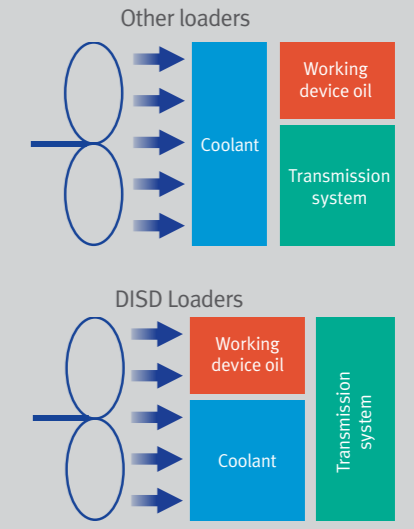 Other loaders
Working
device oil
Coolant
Transmission
system
DISD Loaders
Working
device oil
Coolant
Transmission
system